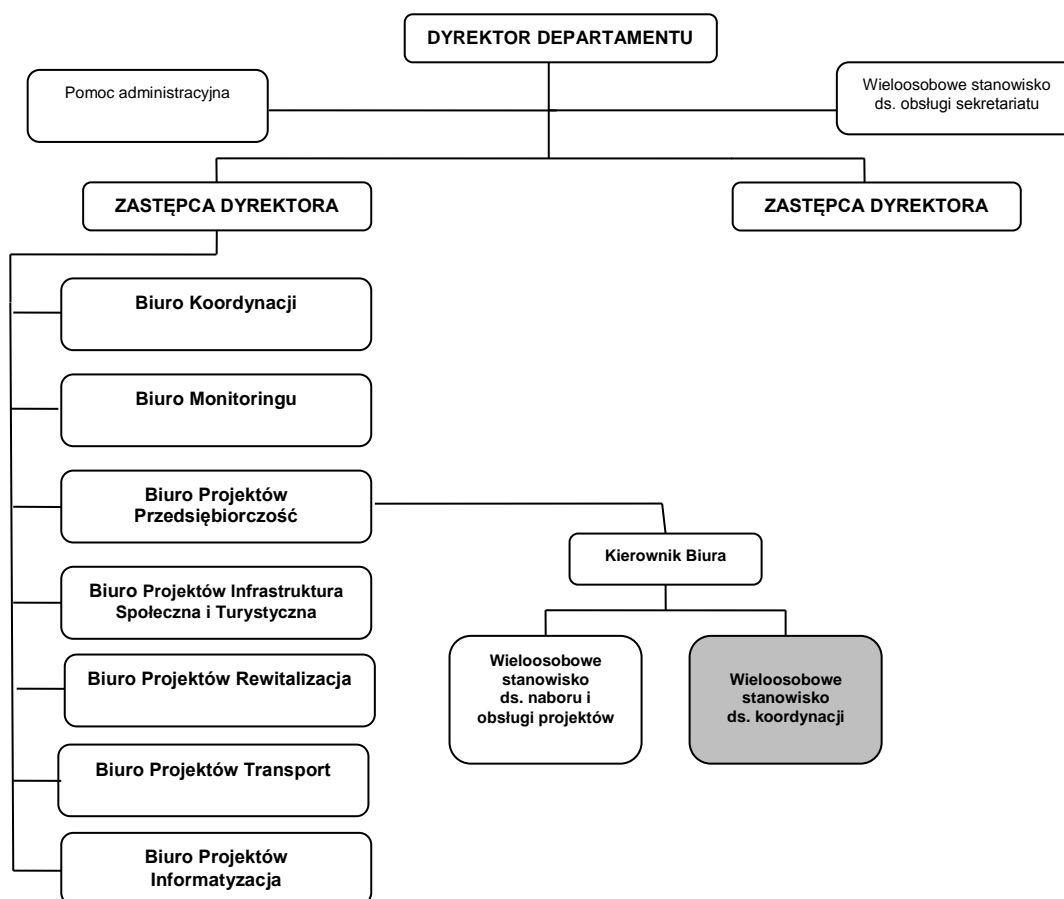 DYREKTOR DEPARTAMENTU
Pomoc administracyjna
Wieloosobowe stanowisko
ds. obsługi sekretariatu
ZASTĘPCA DYREKTORA
ZASTĘPCA DYREKTORA
Biuro Koordynacji
Biuro Monitoringu
Biuro Projektów
Przedsiębiorczość
Kierownik Biura
Biuro Projektów Infrastruktura
Społeczna i Turystyczna
Wieloosobowe
stanowisko
ds. naboru i
obsługi projektów
Wieloosobowe
stanowisko
ds. koordynacji
Biuro Projektów Rewitalizacja
Biuro Projektów Transport
Biuro Projektów
Informatyzacja